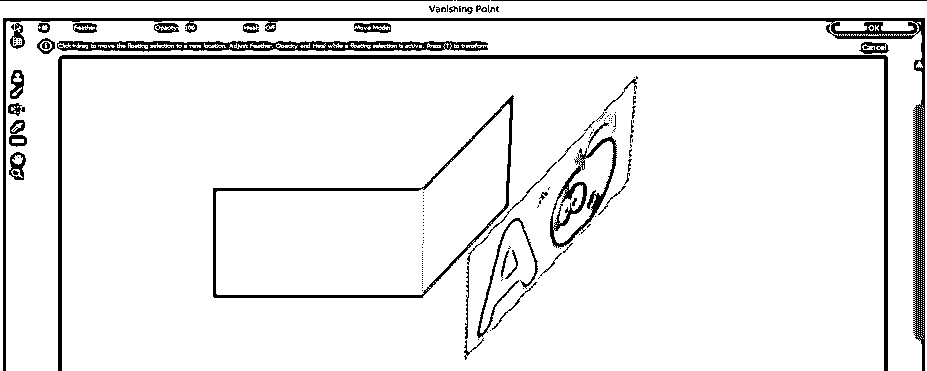 Vanishing Point
Feather: Opacity: 100 Heal: Off Move Mode:
OK
Click+drag to move the floating selection to a new location. Adjust Feather, Opacity and Heal while a floating selection is active. Press (T) to transform
Cancel
A